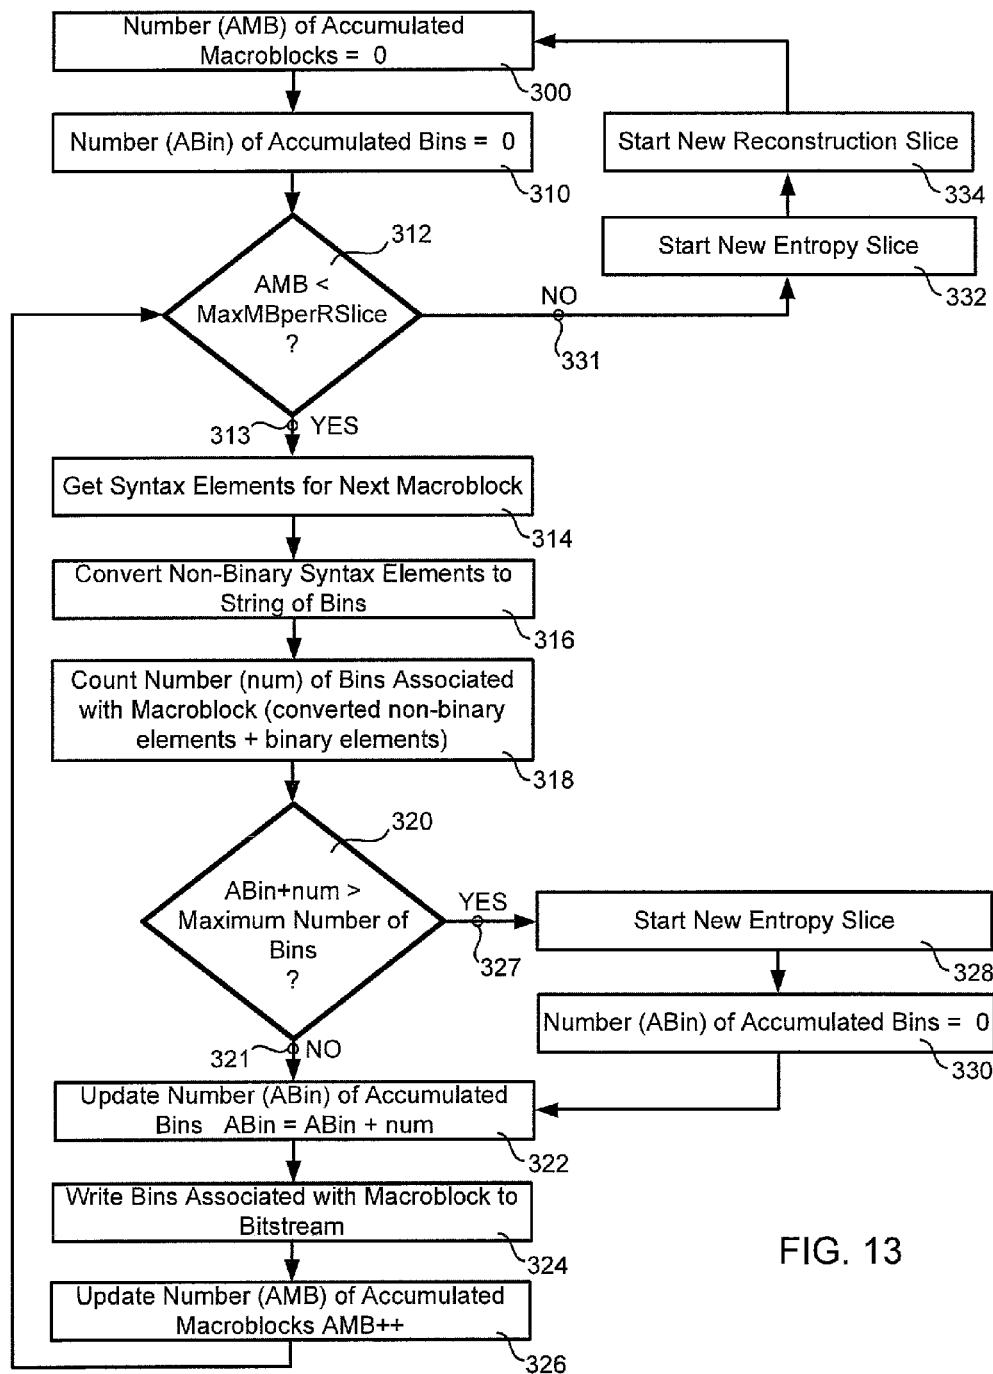 Number (AMB) of Accumulated
Macroblocks = 0
300
Number (ABin) of Accumulated Bins = 0
310
Start New Reconstruction Slice
334
Start New Entropy Slice
332
312
AMB <
MaxMBperRSlice
?
NO
331
313
YES
Get Syntax Elements for Next Macroblock
314
Convert Non-Binary Syntax Elements to
String of Bins
316
Count Number (num) of Bins Associated
with Macroblock (converted non-binary
elements + binary elements)
318
320
ABin+num >
Maximum Number of
Bins
?
YES
327
Start New Entropy Slice
328
Number (ABin) of Accumulated Bins = 0
330
321
NO
Update Number (ABin) of Accumulated
Bins ABin = ABin + num
322
Write Bins Associated with Macroblock to
Bitstream
324
Update Number (AMB) of Accumulated
Macroblocks AMB++
326
FIG. 13